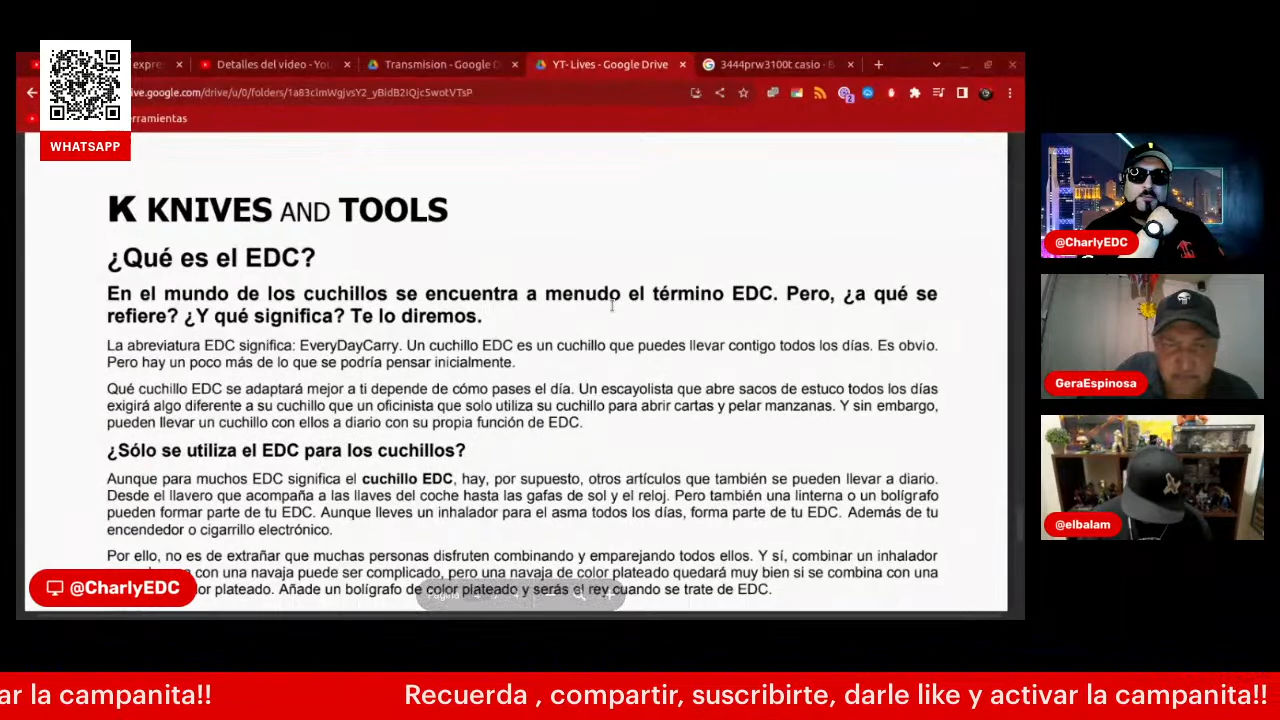 WHATSAPP
expre
Detalles del video - You
Transmision - Google D
YT- Lives - Google Drive
3444prw3100t casio - B
ive.google.com/drive/u/0/folders/1a83cImWgjvsY2_yBidB2IQjc5wotVTsP
erramientas
K KNIVES AND TOOLS
¿Qué es el EDC?
En el mundo de los cuchillos se encuentra a menudo el término EDC. Pero, ¿a qué se
refiere? ¿Y qué significa? Te lo diremos.
La abreviatura EDC significa: EveryDayCarry. Un cuchillo EDC es un cuchillo que puedes llevar contigo todos los días. Es obvio.
Pero hay un poco más de lo que se podría pensar inicialmente.
Qué cuchillo EDC se adaptará mejor a ti depende de cómo pases el día. Un escayolista que abre sacos de estuco todos los días
exigirá algo diferente a su cuchillo que un oficinista que solo utiliza su cuchillo para abrir cartas y pelar manzanas. Y sin embargo,
pueden llevar un cuchillo con ellos a diario con su propia función de EDC.
¿Sólo se utiliza el EDC para los cuchillos?
Aunque para muchos EDC significa el cuchillo EDC, hay, por supuesto, otros artículos que también se pueden llevar a diario.
Desde el llavero que acompaña a las llaves del coche hasta las gafas de sol y el reloj. Pero también una linterna o un bolígrafo
pueden formar parte de tu EDC. Aunque lleves un inhalador para el asma todos los días, forma parte de tu EDC. Además de tu
encendedor o cigarrillo electrónico.
Por ello, no es de extrañar que muchas personas disfruten combinando y emparejando todos ellos. Y sí, combinar un inhalador
con una navaja puede ser complicado, pero una navaja de color plateado quedará muy bien si se combina con una
or plateado. Añade un bolígrafo de color plateado y serás el rey cuando se trate de EDC.
@CharlyEDC
@CharlyEDC
GeraEspinosa
@elbalam
ar la campanita!! Recuerda , compartir, suscribirte, darle like y activar la campanita!!